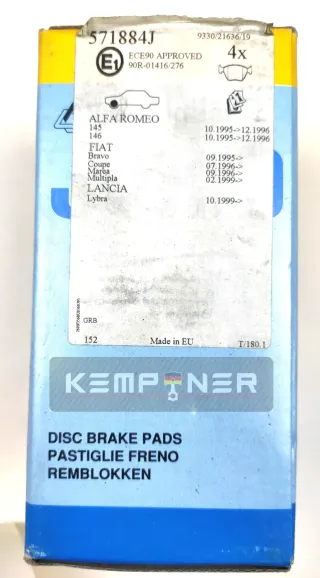 571884J
9330/21636/19
E1
ECE90 APPROVED
90R-01416/276
4x
ALFA ROMEO
145 10.1995->12.1996
146 10.1995->12.1996
FIAT
Bravo 09.1995->
Coupe 07.1996->
Marea 09.1996->
Multipla 02.1999->
LANCIA
Lybra 10.1999->
GRB
152 Made in EU T/180.1
KEMPTNER
DISC BRAKE PADS
PASTIGLIE FRENO
REMBLOKKEN